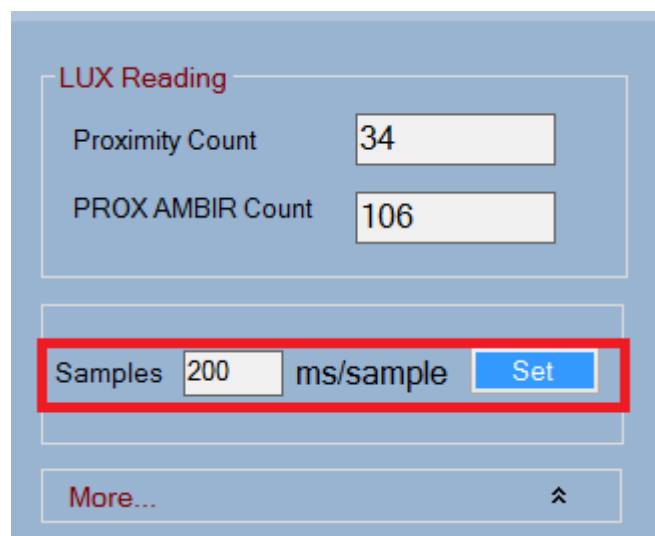 LUX Reading
Proximity Count 34
PROX AMBIR Count 106
Samples 200 ms/sample Set
More...